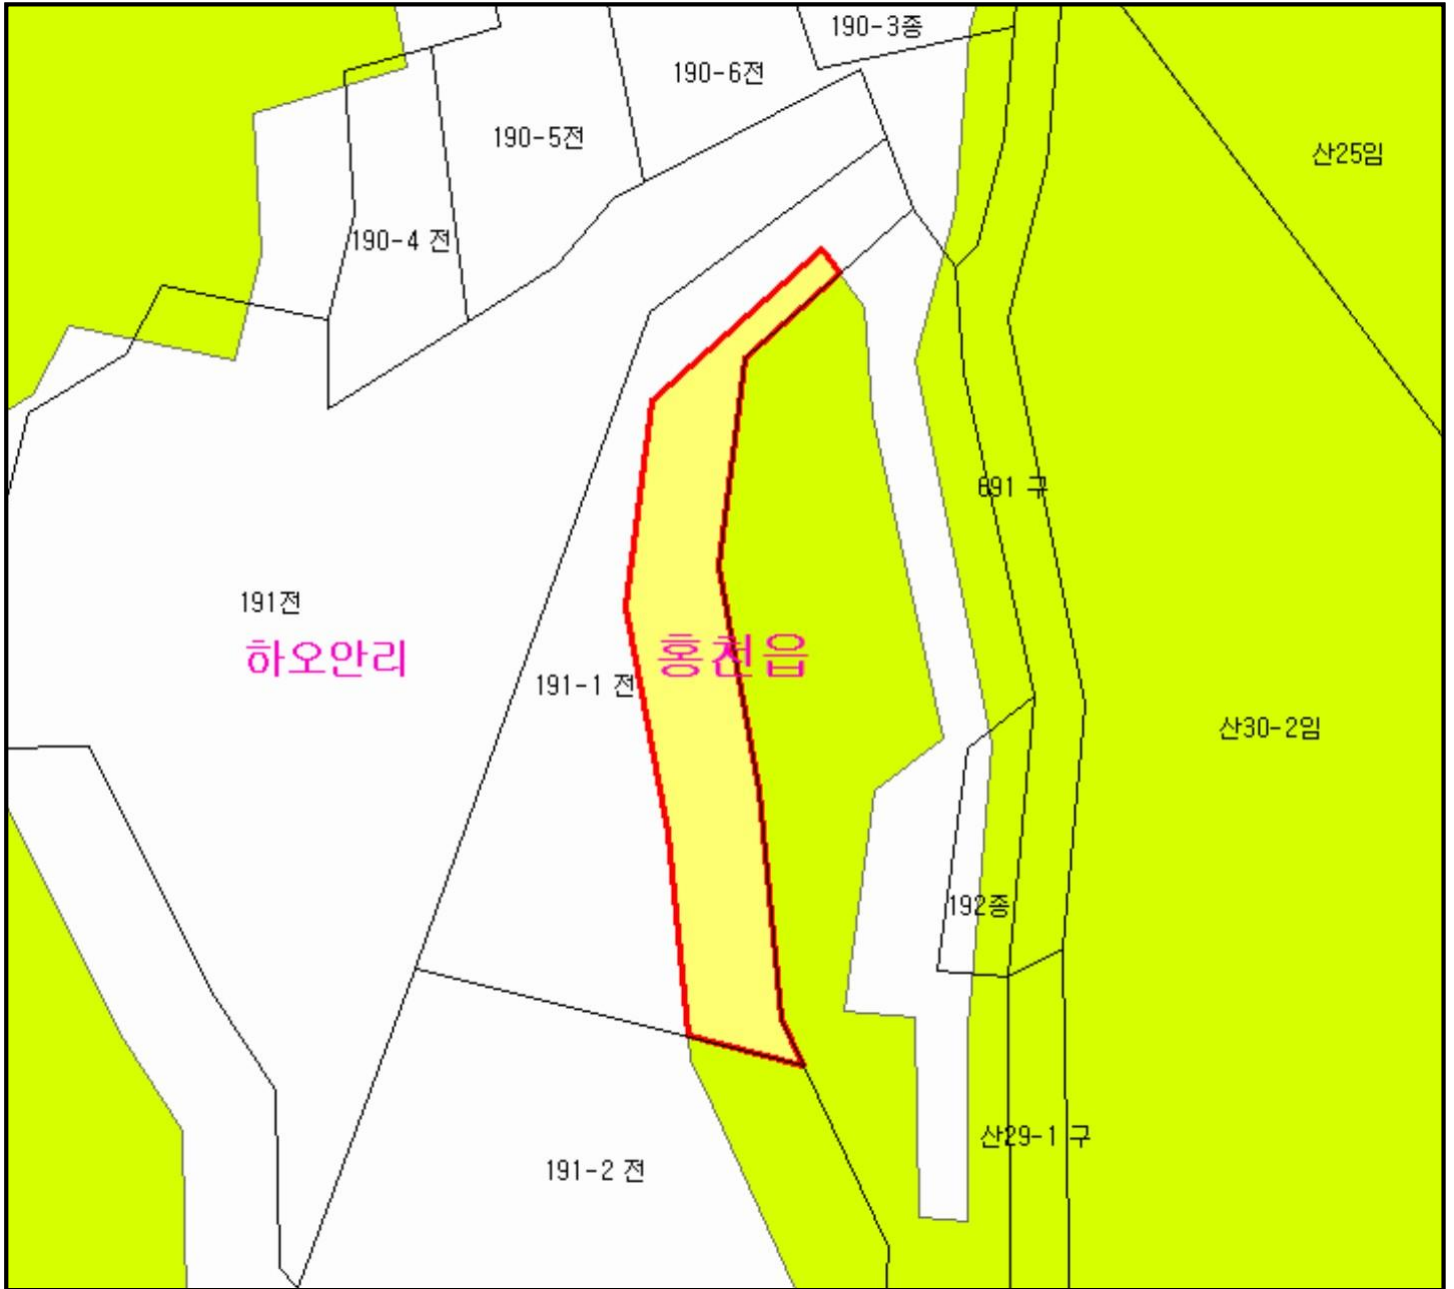 190-3종
190-6전
190-5전
산25임
190-4 전
691 구
191전
하오안리
홍천읍
191-1 전
산30-2임
192종
산29-1 구
191-2 전